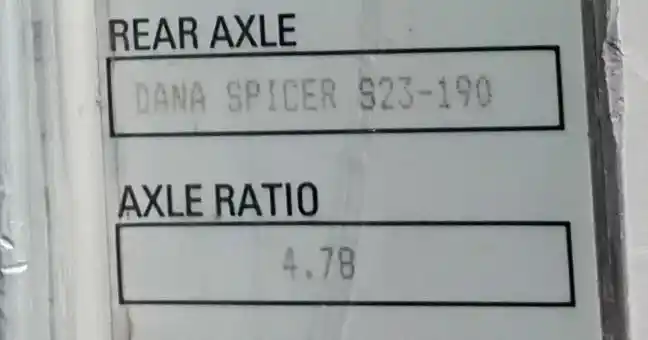 REAR AXLE
DANA SPICER S23-190
AXLE RATIO
4.78